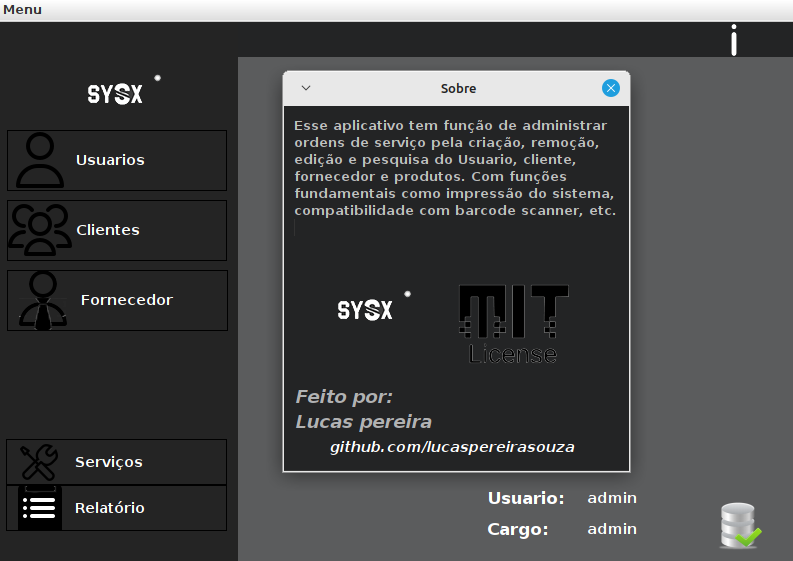 Menu
SYSX
Usuarios
Clientes
Fornecedor
Serviços
Relatório
Sobre
Esse aplicativo tem função de administrar
ordens de serviço pela criação, remoção,
edição e pesquisa do Usuario, cliente,
fornecedor e produtos. Com funções
fundamentais como impressão do sistema,
compatibilidade com barcode scanner, etc.
SYSX
MIT
License
Feito por:
Lucas pereira
github.com/lucaspereirasouza
Usuario: admin
Cargo: admin